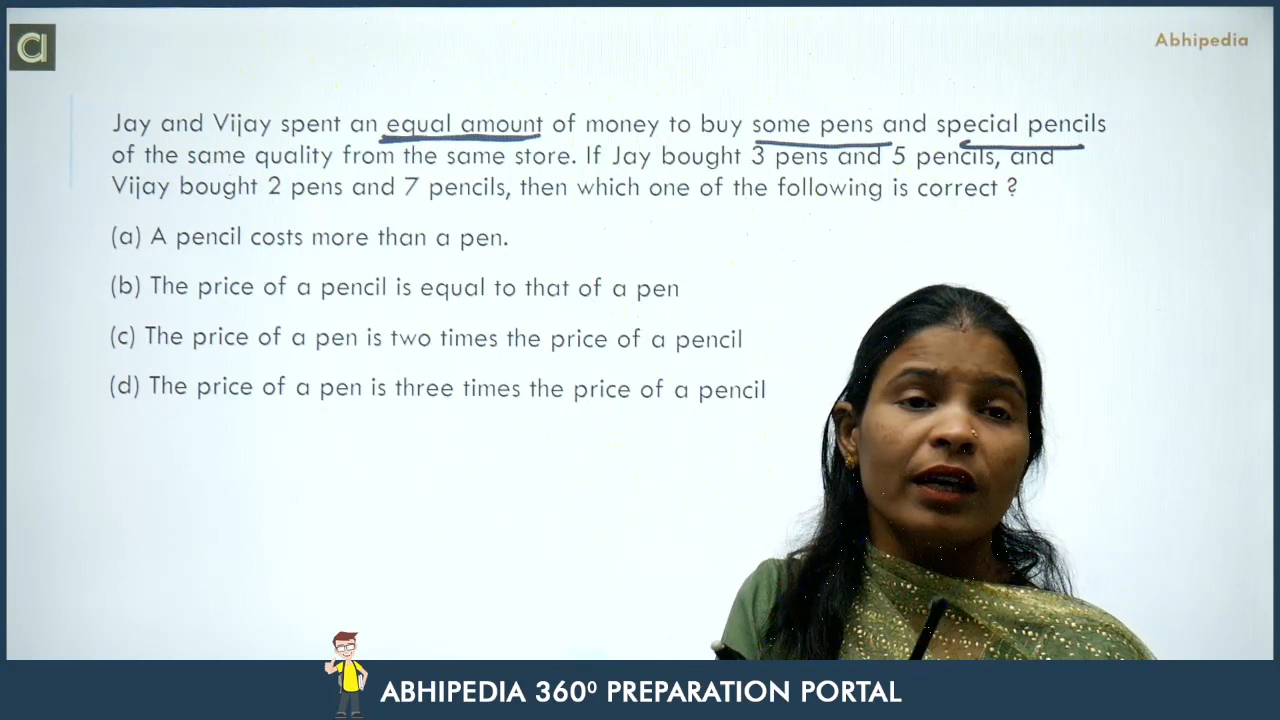 Abhipedia
Jay and Vijay spent an equal amount of money to buy some pens and special pencils
of the same quality from the same store. If Jay bought 3 pens and 5 pencils, and
Vijay bought 2 pens and 7 pencils, then which one of the following is correct ?
(a) A pencil costs more than a pen.
(b) The price of a pencil is equal to that of a pen
(c) The price of a pen is two times the price of a pencil
(d) The price of a pen is three times the price of a pencil
ABHIPEDIA 360⁰ PREPARATION PORTAL